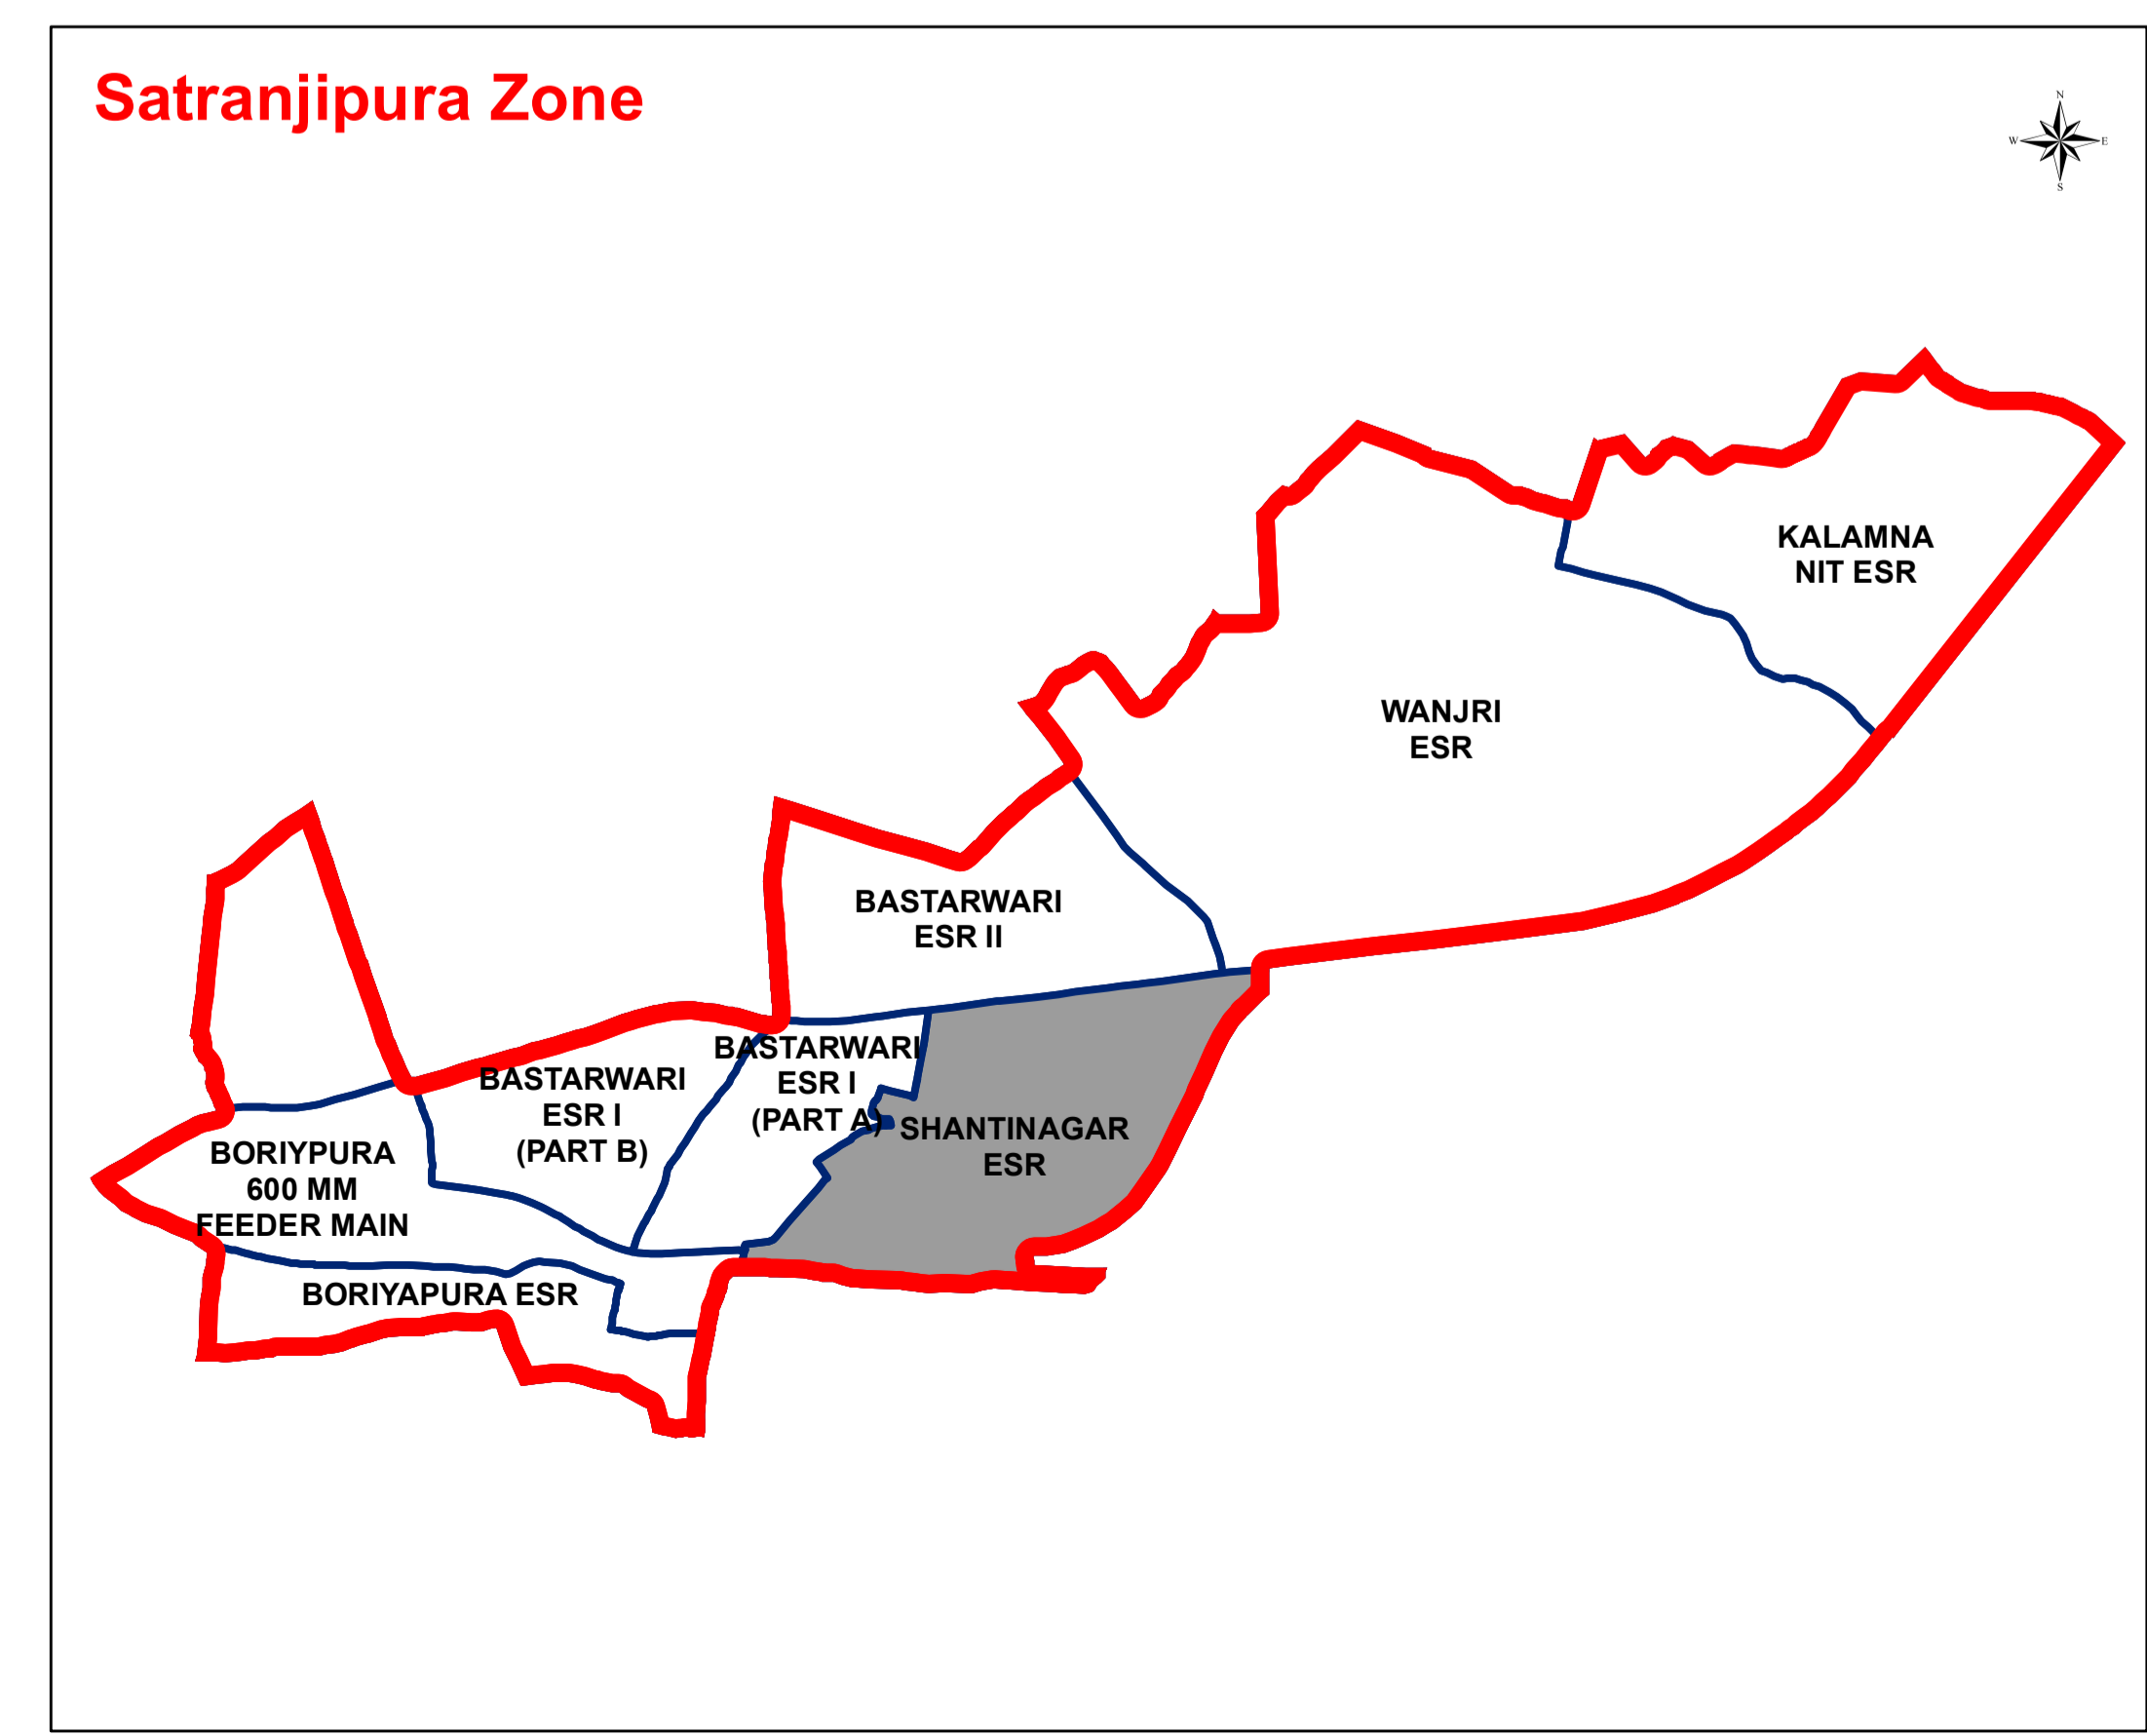 Satranjipura Zone
N
W E
S
KALAMNA
NIT ESR
WANJRI
ESR
BASTARWARI
ESR II
BASTARWARI
ESR I
(PART A)
BASTARWARI
ESR I
(PART B)
SHANTINAGAR
ESR
BORIYPURA
600 MM
FEEDER MAIN
BORIYAPURA ESR